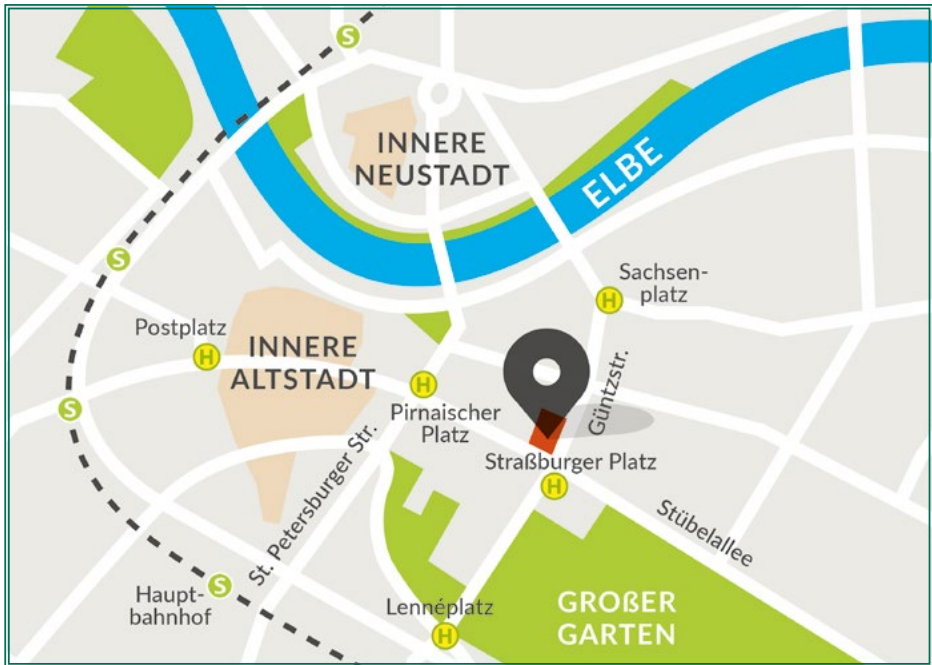 S
INNERE
NEUSTADT
ELBE
S
Sachsen-
platz
H
Postplatz
H
INNERE
ALTSTADT
H
Pirnaischer
Platz
Güntzstr.
S
St. Petersburger Str.
Straßburger Platz
H
Stübelallee
S
Haupt-
bahnhof
Lennéplatz
H
GROßER
GARTEN